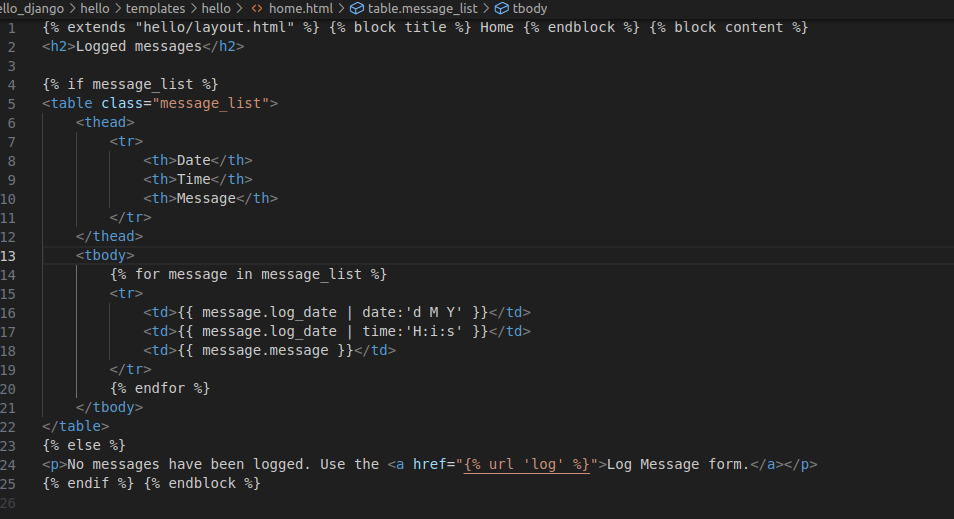 ello_django > hello > templates > hello > <> home.html > table.message_list > tbody
1 {% extends "hello/layout.html" %} {% block title %} Home {% endblock %} {% block content %}
2 <h2>Logged messages</h2>
3
4 {% if message_list %}
5 <table class="message_list">
6 <thead>
7 <tr>
8 <th>Date</th>
9 <th>Time</th>
10 <th>Message</th>
11 </tr>
12 </thead>
13 <tbody>
14 {% for message in message_list %}
15 <tr>
16 <td>{{ message.log_date | date:'d M Y' }}</td>
17 <td>{{ message.log_date | time:'H:i:s' }}</td>
18 <td>{{ message.message }}</td>
19 </tr>
20 {% endfor %}
21 </tbody>
22 </table>
23 {% else %}
24 <p>No messages have been logged. Use the <a href="{% url 'log' %}">Log Message form.</a></p>
25 {% endif %} {% endblock %}
26